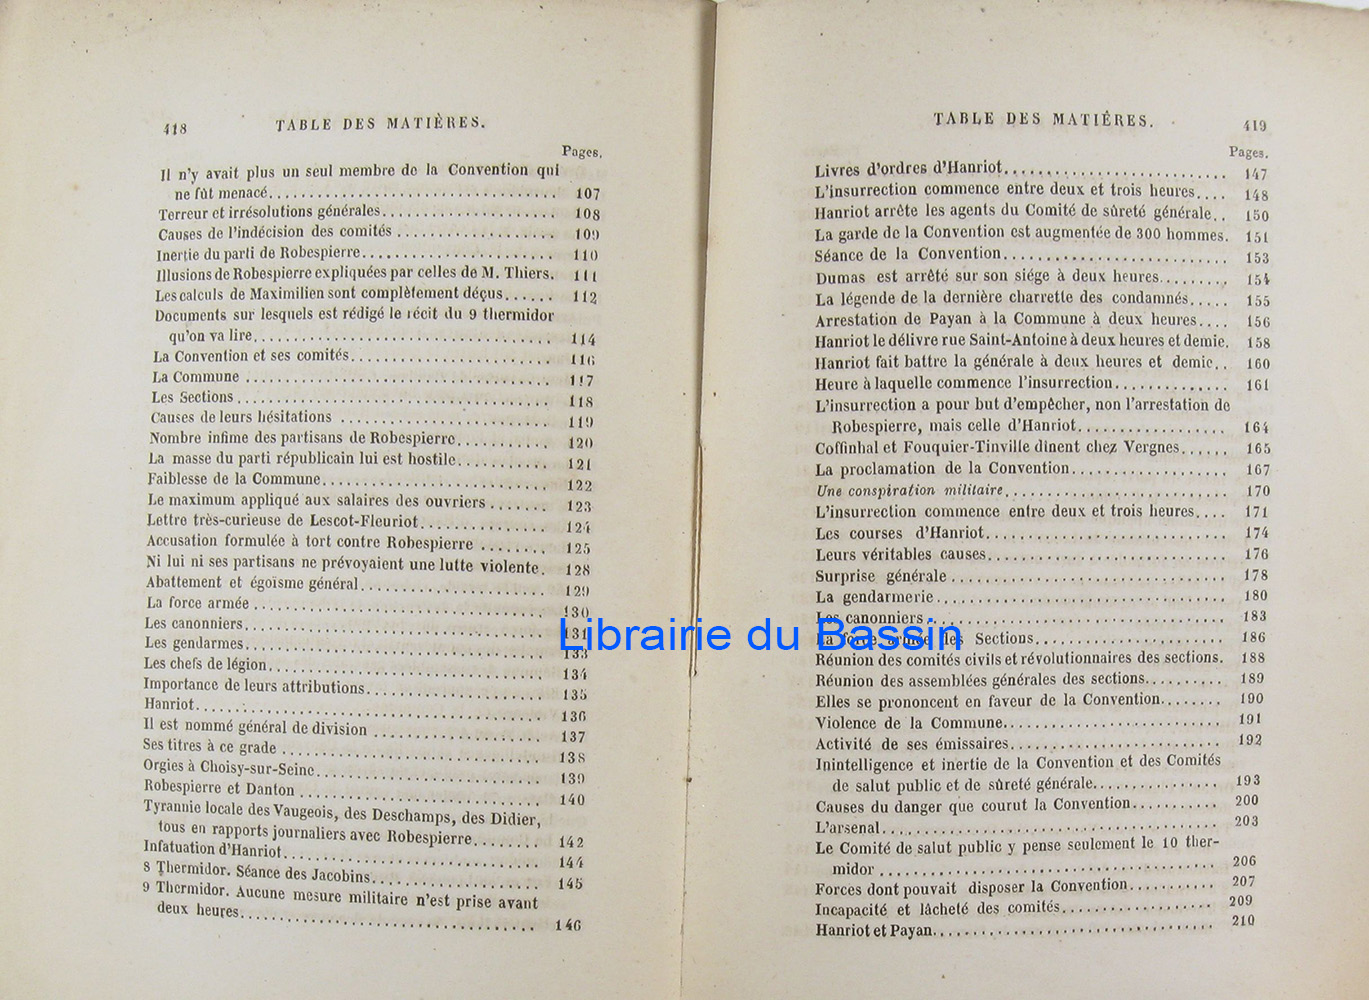 418 TABLE DES MATIÈRES.
Pages.
Il n'y avait plus un seul membre de la Convention qui
ne fût menacé................................ 107
Terreur et irrésolutions générales.................... 108
Causes de l'indécision des comités .................. 109
Inertie du parti de Robespierre...................... 110
Illusions de Robespierre expliquées par celles de M. Thiers. 111
Les calculs de Maximilien sont complètement déçus...... 112
Documents sur lesquels est rédigé le récit du 9 thermidor
qu'on va lire................................ 114
La Convention et ses comités....................... 116
La Commune ................................ 117
Les Sections................................. 118
Causes de leurs hésitations ........................ 119
Nombre infime des partisans de Robespierre........... 120
La masse du parti républicain lui est hostile........... 121
Faiblesse de la Commune.......................... 122
Le maximum appliqué aux salaires des ouvriers....... 123
Lettre très-curieuse de Lescot-Fleuriot............... 124
Accusation formulée à tort contre Robespierre ........ 125
Ni lui ni ses partisans ne prévoyaient une lutte violente. 128
Abattement et égoïsme général..................... 129
La force armée ................................ 130
Les canonniers................................ 131
Les gendarmes................................ 133
Les chefs de légion............................. 134
Importance de leurs attributions.................... 135
Hanriot..................................... 136
Il est nommé général de division ................... 137
Ses titres à ce grade ............................ 138
Orgies à Choisy-sur-Seine........................ 139
Robespierre et Danton ........................... 140
Tyrannie locale des Vaugeois, des Deschamps, des Didier,
tous en rapports journaliers avec Robespierre........ 142
Infatuation d'Hanriot............................ 144
8 Thermidor. Séance des Jacobins................... 145
9 Thermidor. Aucune mesure militaire n'est prise avant
deux heures................................. 146
TABLE DES MATIÈRES. 419
Pages.
Livres d'ordres d'Hanriot.......................... 147
L'insurrection commence entre deux et trois heures.... 148
Hanriot arrête les agents du Comité de sûreté générale.. 150
La garde de la Convention est augmentée de 300 hommes. 151
Séance de la Convention.......................... 153
Dumas est arrêté sur son siége à deux heures......... 154
La légende de la dernière charrette des condamnés..... 155
Arrestation de Payan à la Commune à deux heures.... 156
Hanriot le délivre rue Saint-Antoine à deux heures et demie. 158
Hanriot fait battre la générale à deux heures et demie.. 160
Heure à laquelle commence l'insurrection............. 161
L'insurrection a pour but d'empêcher, non l'arrestation de
Robespierre, mais celle d'Hanriot................. 164
Coffinhal et Fouquier-Tinville dînent chez Vergnes...... 165
La proclamation de la Convention................... 167
Une conspiration militaire.......................... 170
L'insurrection commence entre deux et trois heures.... 171
Les courses d'Hanriot............................ 174
Leurs véritables causes........................... 176
Surprise générale............................... 178
La gendarmerie................................ 180
Les canonniers................................ 183
La force armée des Sections....................... 186
Réunion des comités civils et révolutionnaires des sections. 188
Réunion des assemblées générales des sections.......... 189
Elles se prononcent en faveur de la Convention........ 190
Violence de la Commune.......................... 191
Activité de ses émissaires......................... 192
Inintelligence et inertie de la Convention et des Comités
de salut public et de sûreté générale................ 193
Causes du danger que courut la Convention........... 200
L'arsenal.................................... 203
Le Comité de salut public y pense seulement le 10 ther-
midor ..................................... 206
Forces dont pouvait disposer la Convention........... 207
Incapacité et lâcheté des comités................... 209
Hanriot et Payan............................... 210
Librairie du Bassin